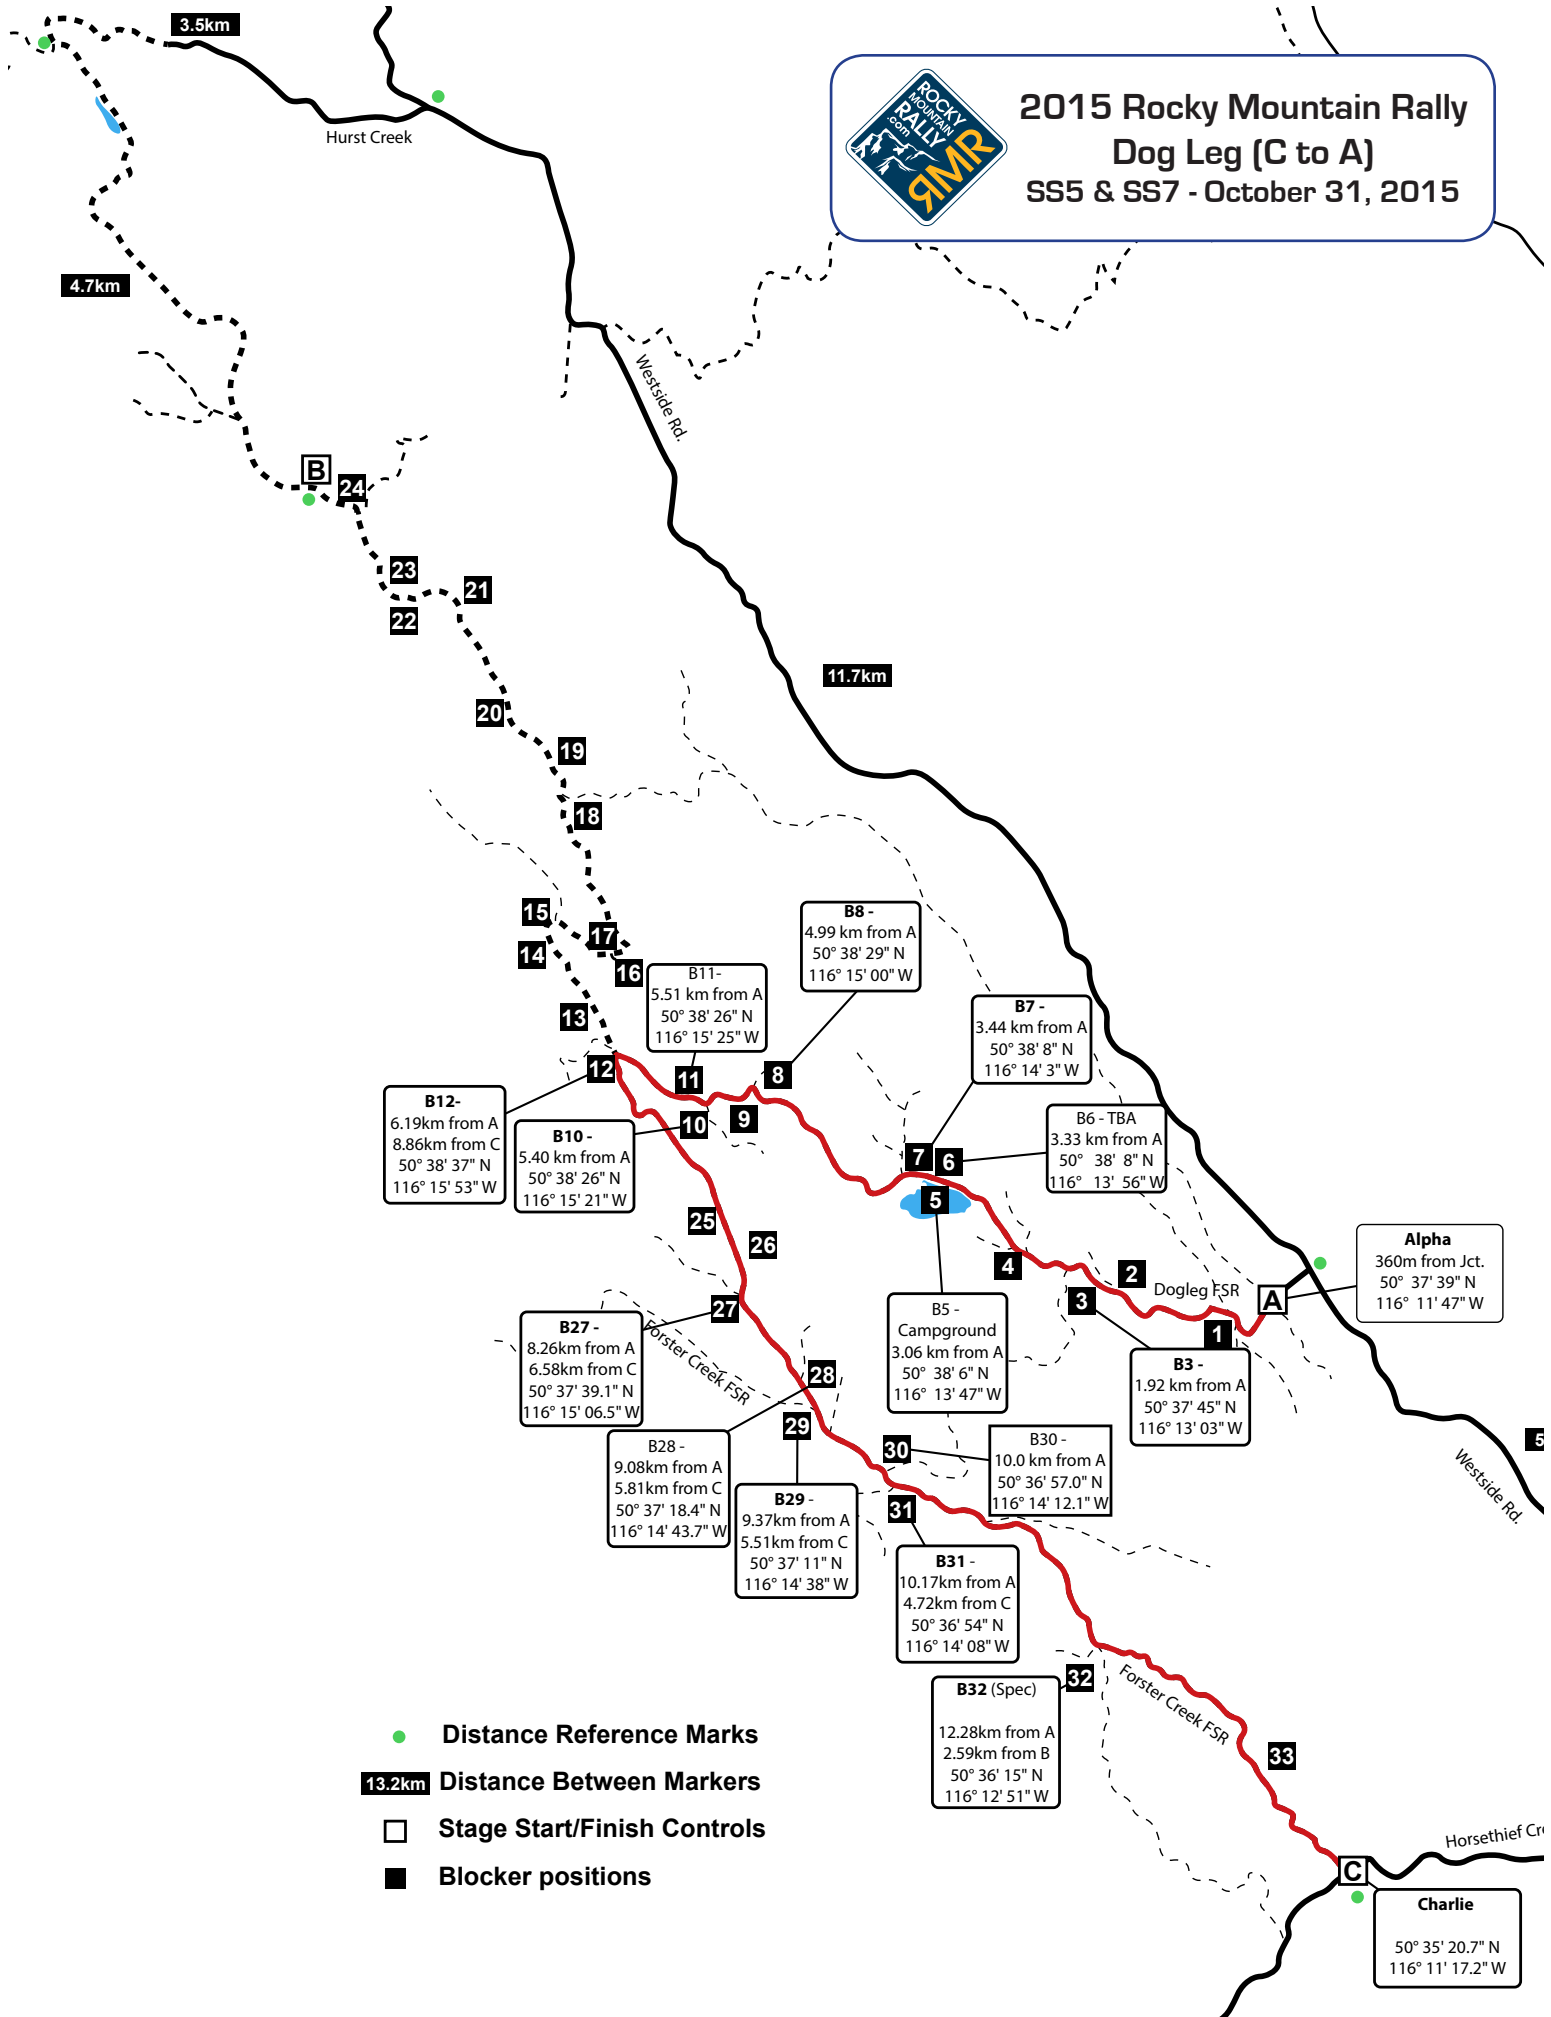 3.5km
Hurst Creek
ROCKY
MOUNTAIN
RALLY
.com
RMR
2015 Rocky Mountain Rally
Dog Leg (C to A)
SS5 & SS7 - October 31, 2015
4.7km
Westside Rd.
B
24
23
22
21
20
19
18
11.7km
15
14
17
16
13
12
11
10
9
8
7
6
5
4
3
2
1
B8 -
4.99 km from A
50° 38' 29" N
116° 15' 00" W
B11-
5.51 km from A
50° 38' 26" N
116° 15' 25" W
B7 -
3.44 km from A
50° 38' 8" N
116° 14' 3" W
B12-
6.19km from A
8.86km from C
50° 38' 37" N
116° 15' 53" W
B10 -
5.40 km from A
50° 38' 26" N
116° 15' 21" W
B6 - TBA
3.33 km from A
50° 38' 8" N
116° 13' 56" W
Alpha
360m from Jct.
50° 37' 39" N
116° 11' 47" W
Dogleg FSR
A
25
26
27
B27 -
8.26km from A
6.58km from C
50° 37' 39.1" N
116° 15' 06.5" W
Forster Creek FSR
B5 -
Campground
3.06 km from A
50° 38' 6" N
116° 13' 47" W
B3 -
1.92 km from A
50° 37' 45" N
116° 13' 03" W
28
29
30
31
B28 -
9.08km from A
5.81km from C
50° 37' 18.4" N
116° 14' 43.7" W
B30 -
10.0 km from A
50° 36' 57.0" N
116° 14' 12.1" W
5
Westside Rd.
B29 -
9.37km from A
5.51km from C
50° 37' 11" N
116° 14' 38" W
B31 -
10.17km from A
4.72km from C
50° 36' 54" N
116° 14' 08" W
32
B32 (Spec)
12.28km from A
2.59km from B
50° 36' 15" N
116° 12' 51" W
Forster Creek FSR
33
Distance Reference Marks
13.2km Distance Between Markers
Stage Start/Finish Controls
Blocker positions
Horsethief Cre
C
Charlie
50° 35' 20.7" N
116° 11' 17.2" W